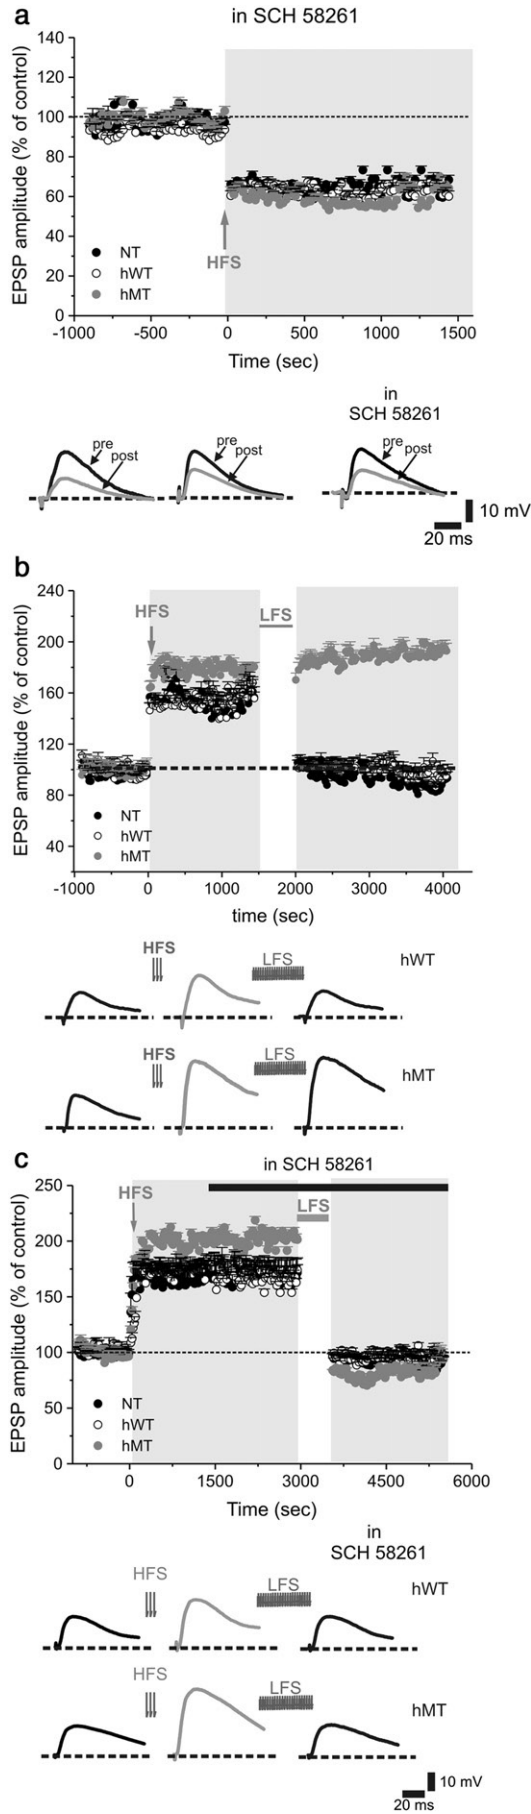 a
in SCH 58261
140
120
100
80
60
40
20
0
EPSP amplitude (% of control)
HFS
NT
hWT
hMT
-1000 -500 0 500 1000 1500
Time (sec)
in
SCH 58261
pre
post
pre
post
pre
post
10 mV
20 ms
b
240
200
160
120
80
40
EPSP amplitude (% of control)
HFS
LFS
NT
hWT
hMT
-1000 0 1000 2000 3000 4000
time (sec)
HFS LFS hWT
HFS LFS hMT
c
in SCH 58261
250
200
150
100
50
0
EPSP amplitude (% of control)
HFS
LFS
NT
hWT
hMT
0 1500 3000 4500 6000
Time (sec)
in
SCH 58261
HFS LFS hWT
HFS LFS hMT
10 mV
20 ms